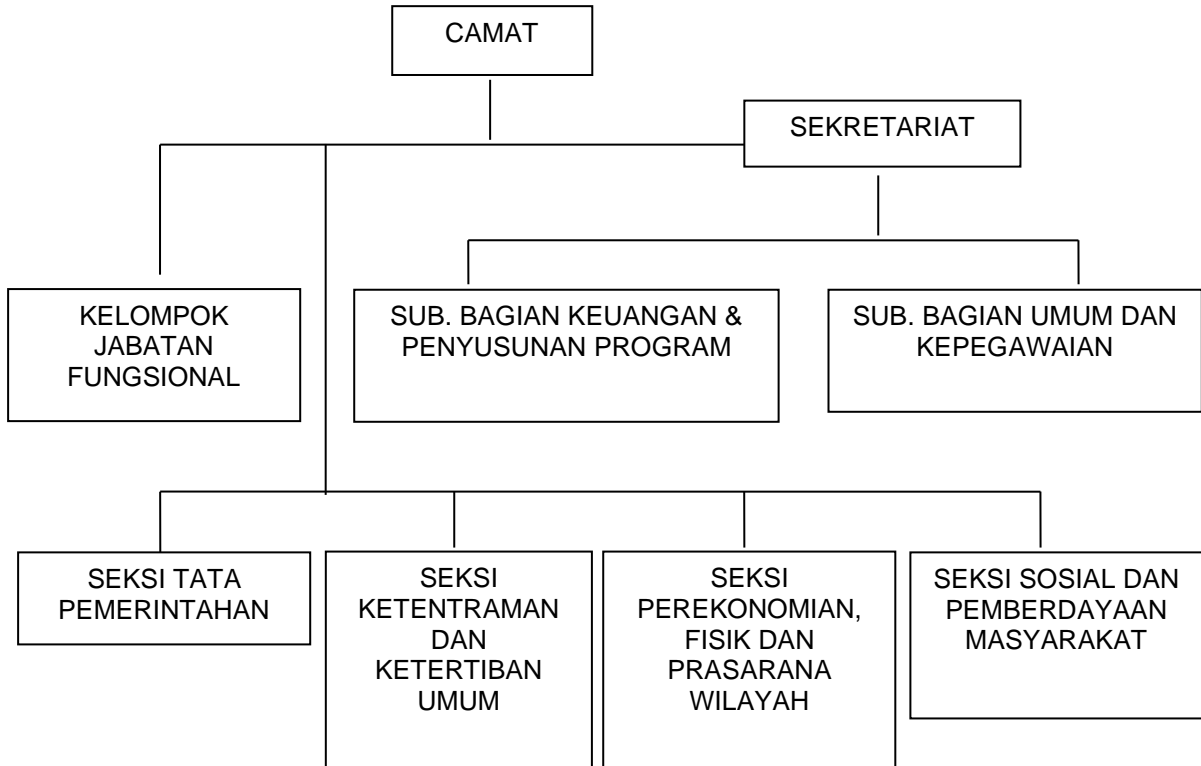 CAMAT
SEKRETARIAT
KELOMPOK
JABATAN
FUNGSIONAL
SUB. BAGIAN KEUANGAN &
PENYUSUNAN PROGRAM
SUB. BAGIAN UMUM DAN
KEPEGAWAIAN
SEKSI TATA
PEMERINTAHAN
SEKSI
KETENTRAMAN
DAN
KETERTIBAN
UMUM
SEKSI
PEREKONOMIAN,
FISIK DAN
PRASARANA
WILAYAH
SEKSI SOSIAL DAN
PEMBERDAYAAN
MASYARAKAT